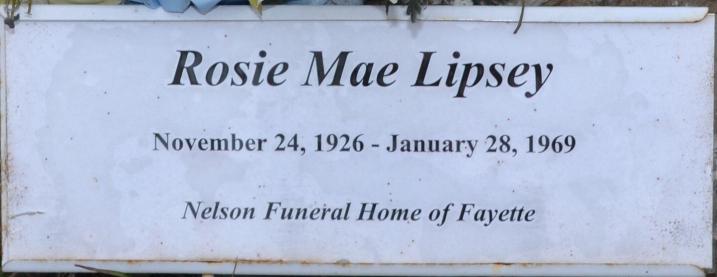 Rosie Mae Lipsey
November 24, 1926 - January 28, 1969
Nelson Funeral Home of Fayette